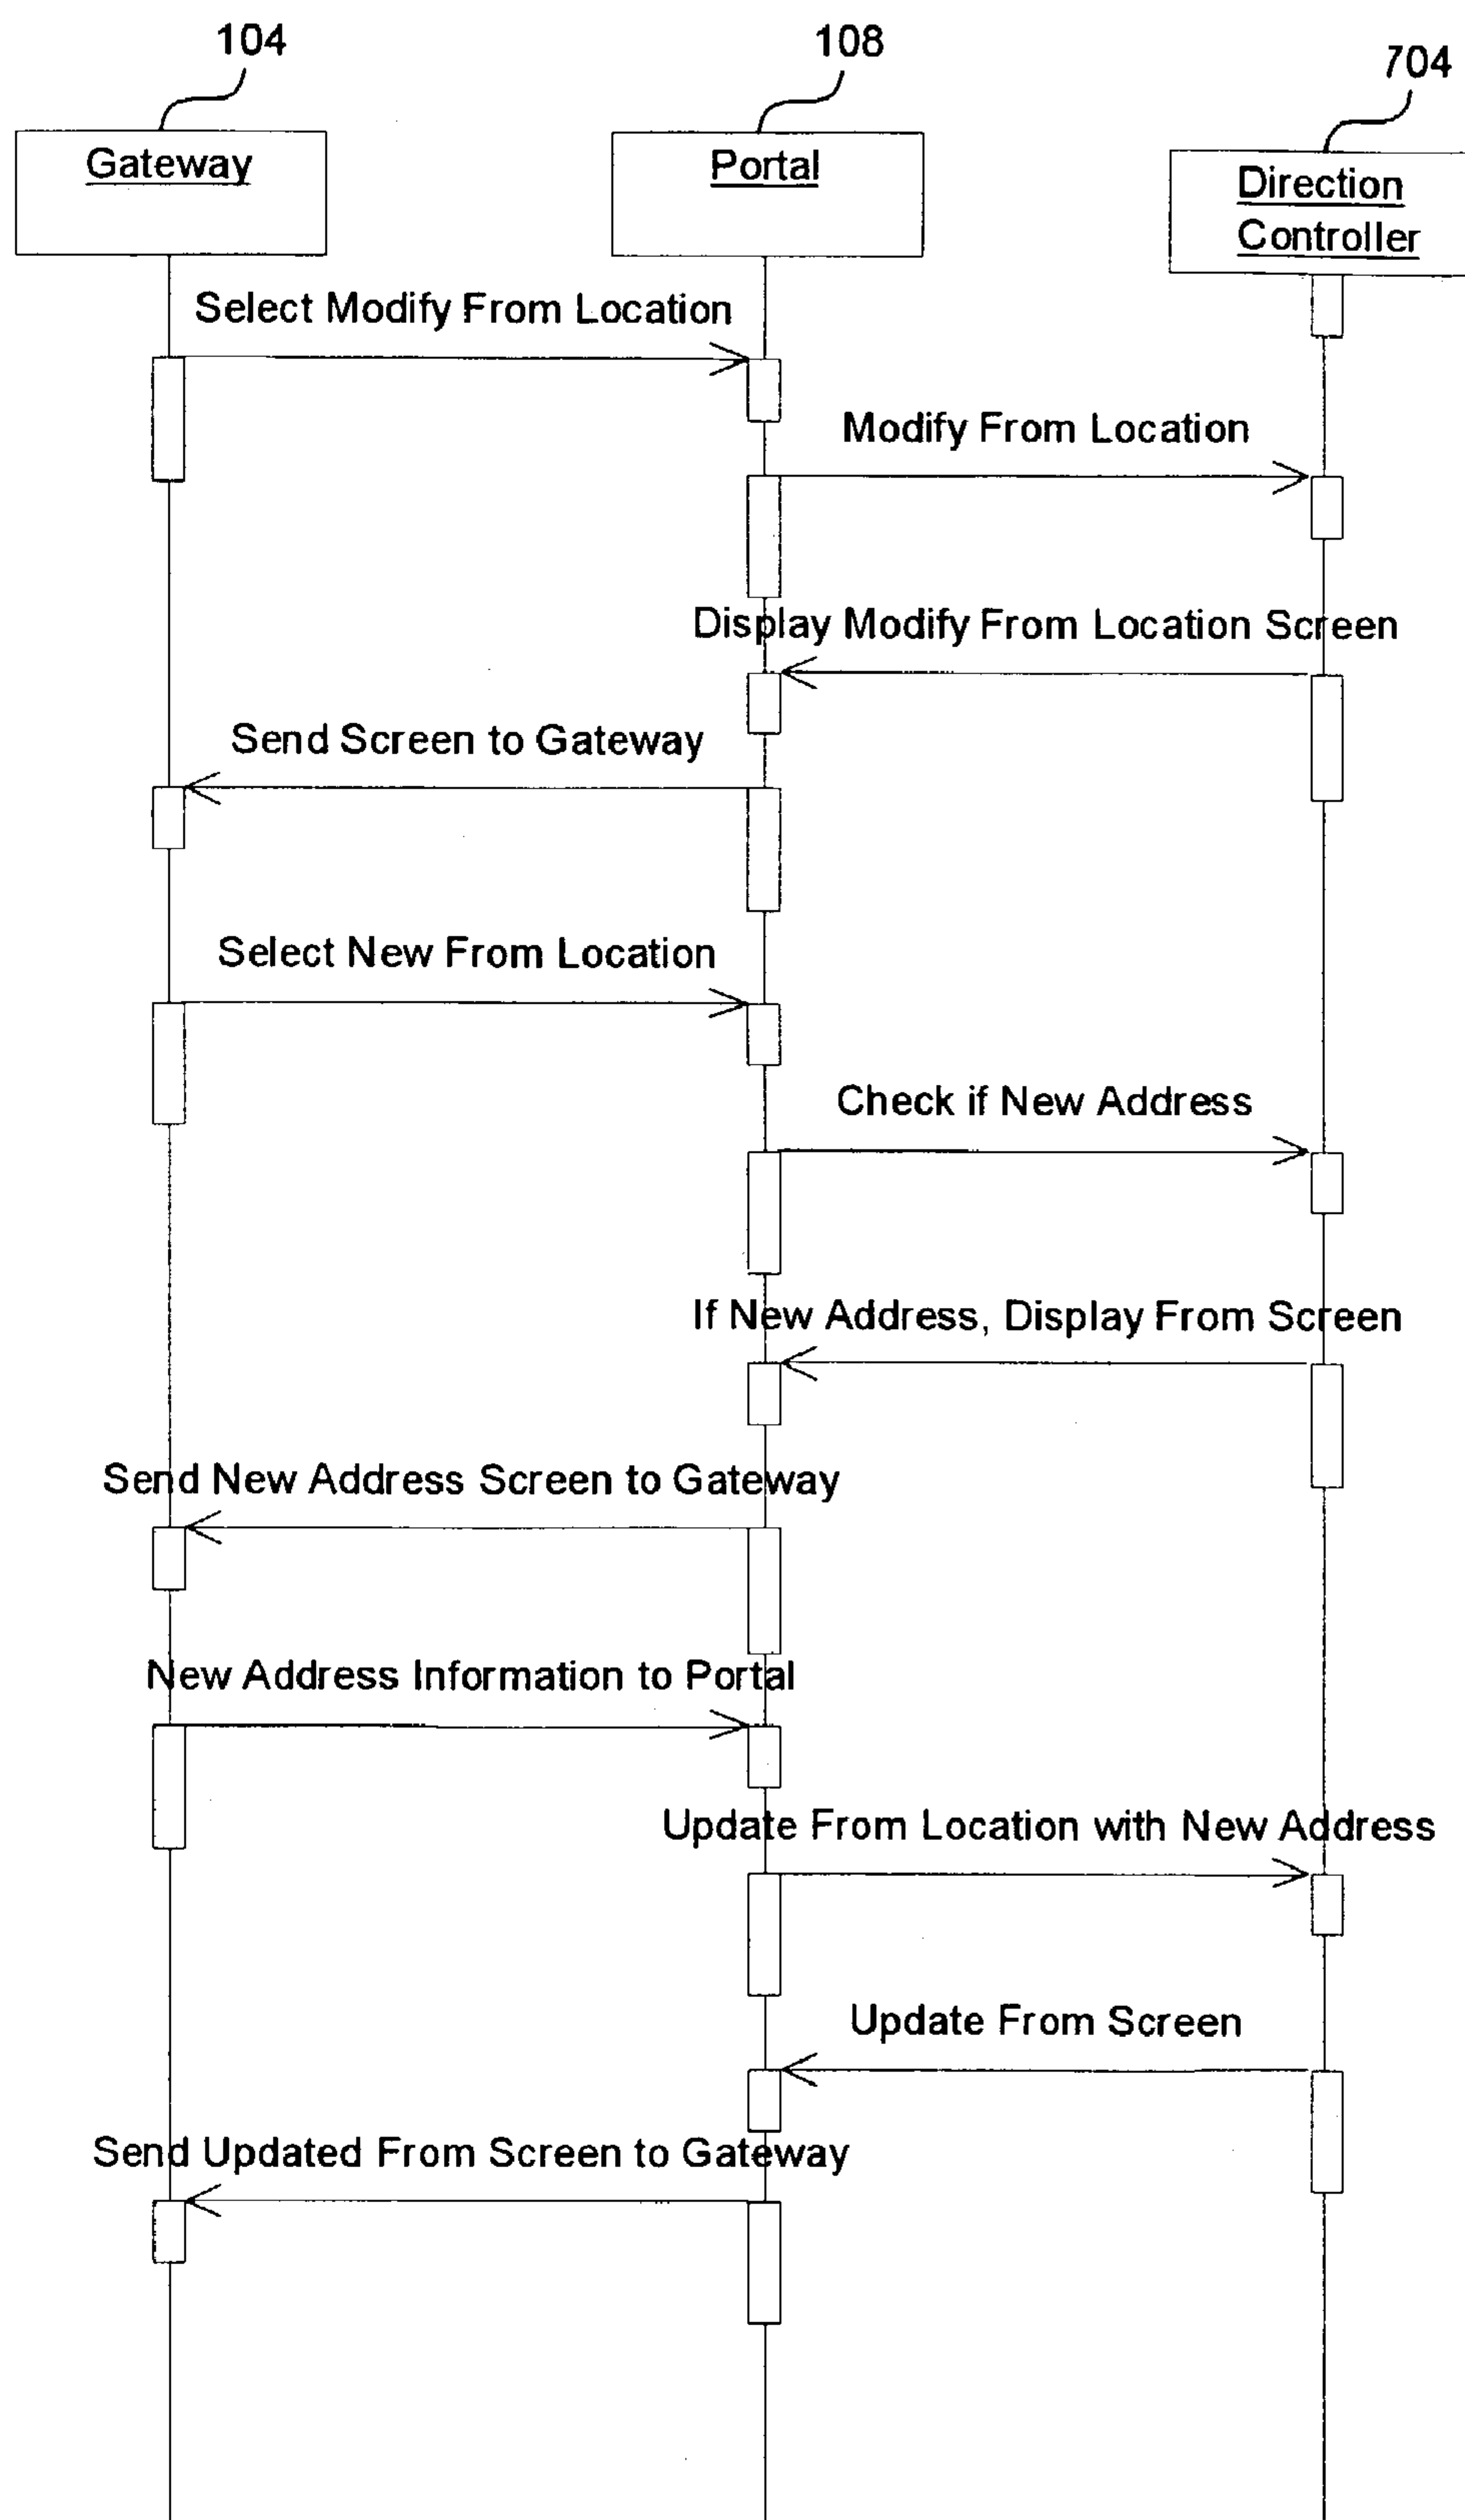 104
108
704
Gateway
Portal
Direction
Controller
Select Modify From Location
Modify From Location
Display Modify From Location Screen
Send Screen to Gateway
Select New From Location
Check if New Address
If New Address, Display From Screen
Send New Address Screen to Gateway
New Address Information to Portal
Update From Location with New Address
Update From Screen
Send Updated From Screen to Gateway